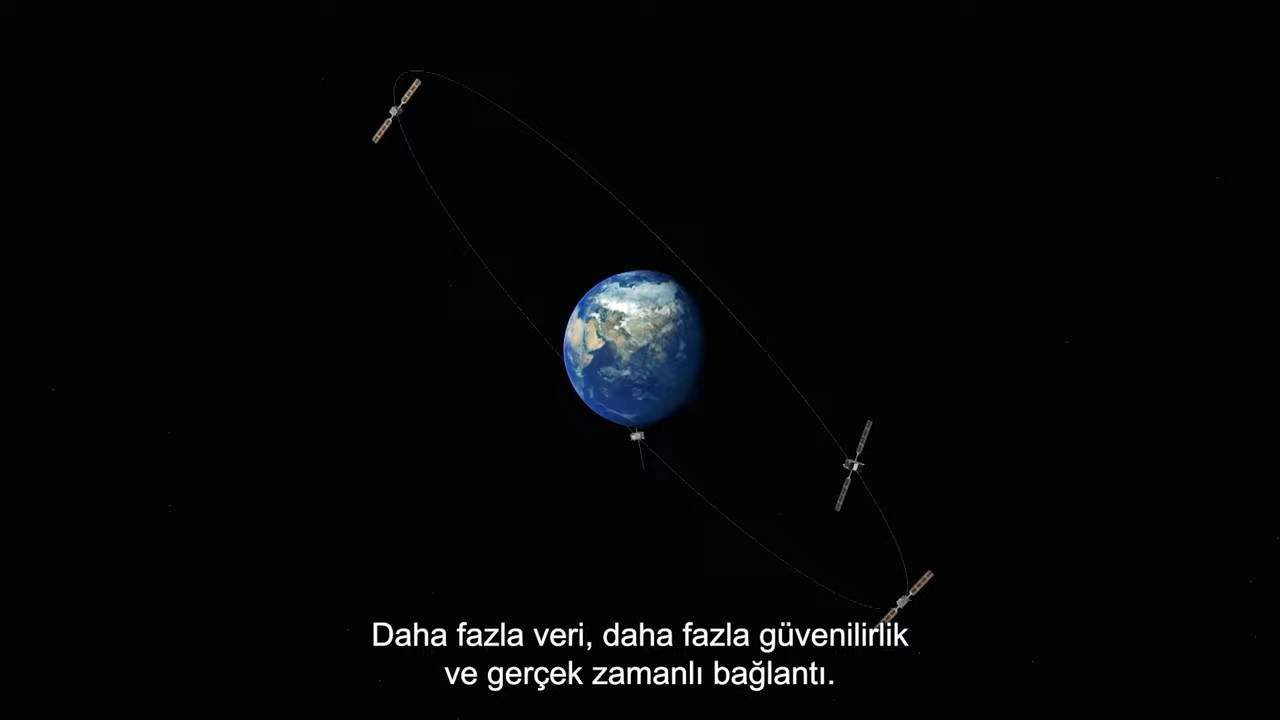 Daha fazla veri, daha fazla güvenilirlik
ve gerçek zamanlı bağlantı.